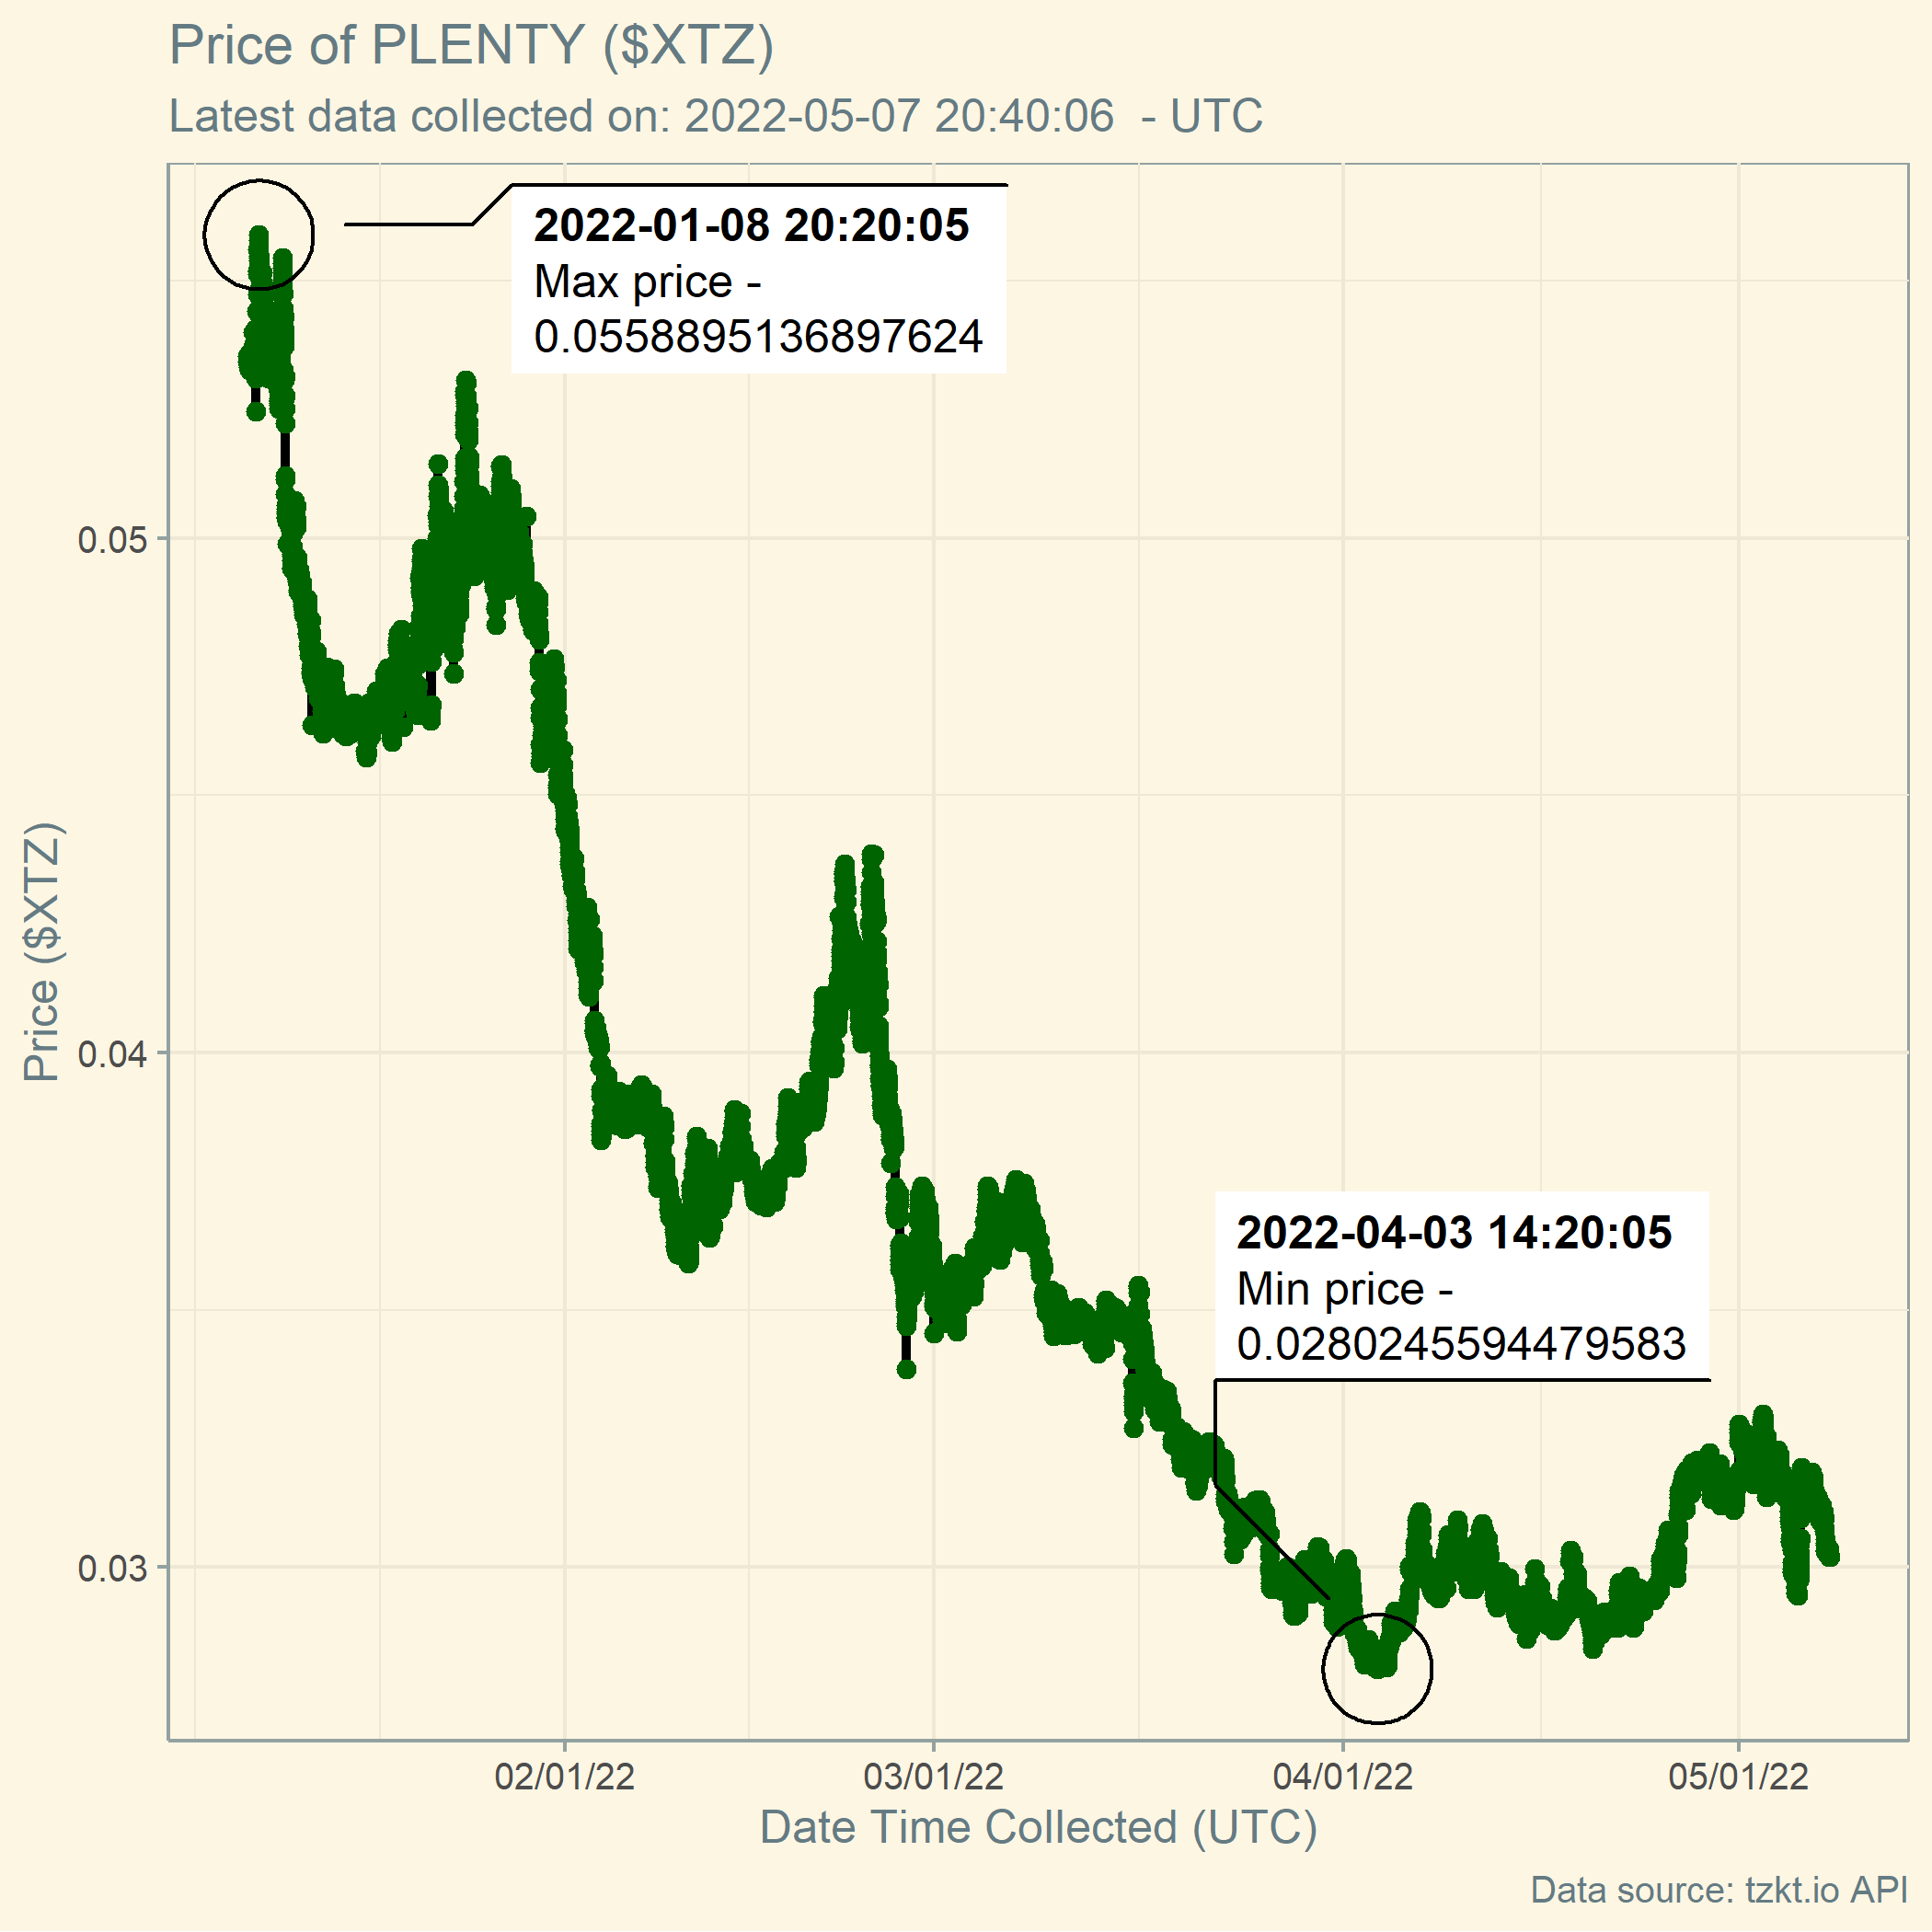 Price of PLENTY ($XTZ)
Latest data collected on: 2022-05-07 20:40:06  - UTC
2022-01-08 20:20:05
Max price -
0.0558895136897624
0.05
0.04
0.03
Price ($XTZ)
2022-04-03 14:20:05
Min price -
0.0280245594479583
02/01/22
03/01/22
04/01/22
05/01/22
Date Time Collected (UTC)
Data source: tzkt.io API